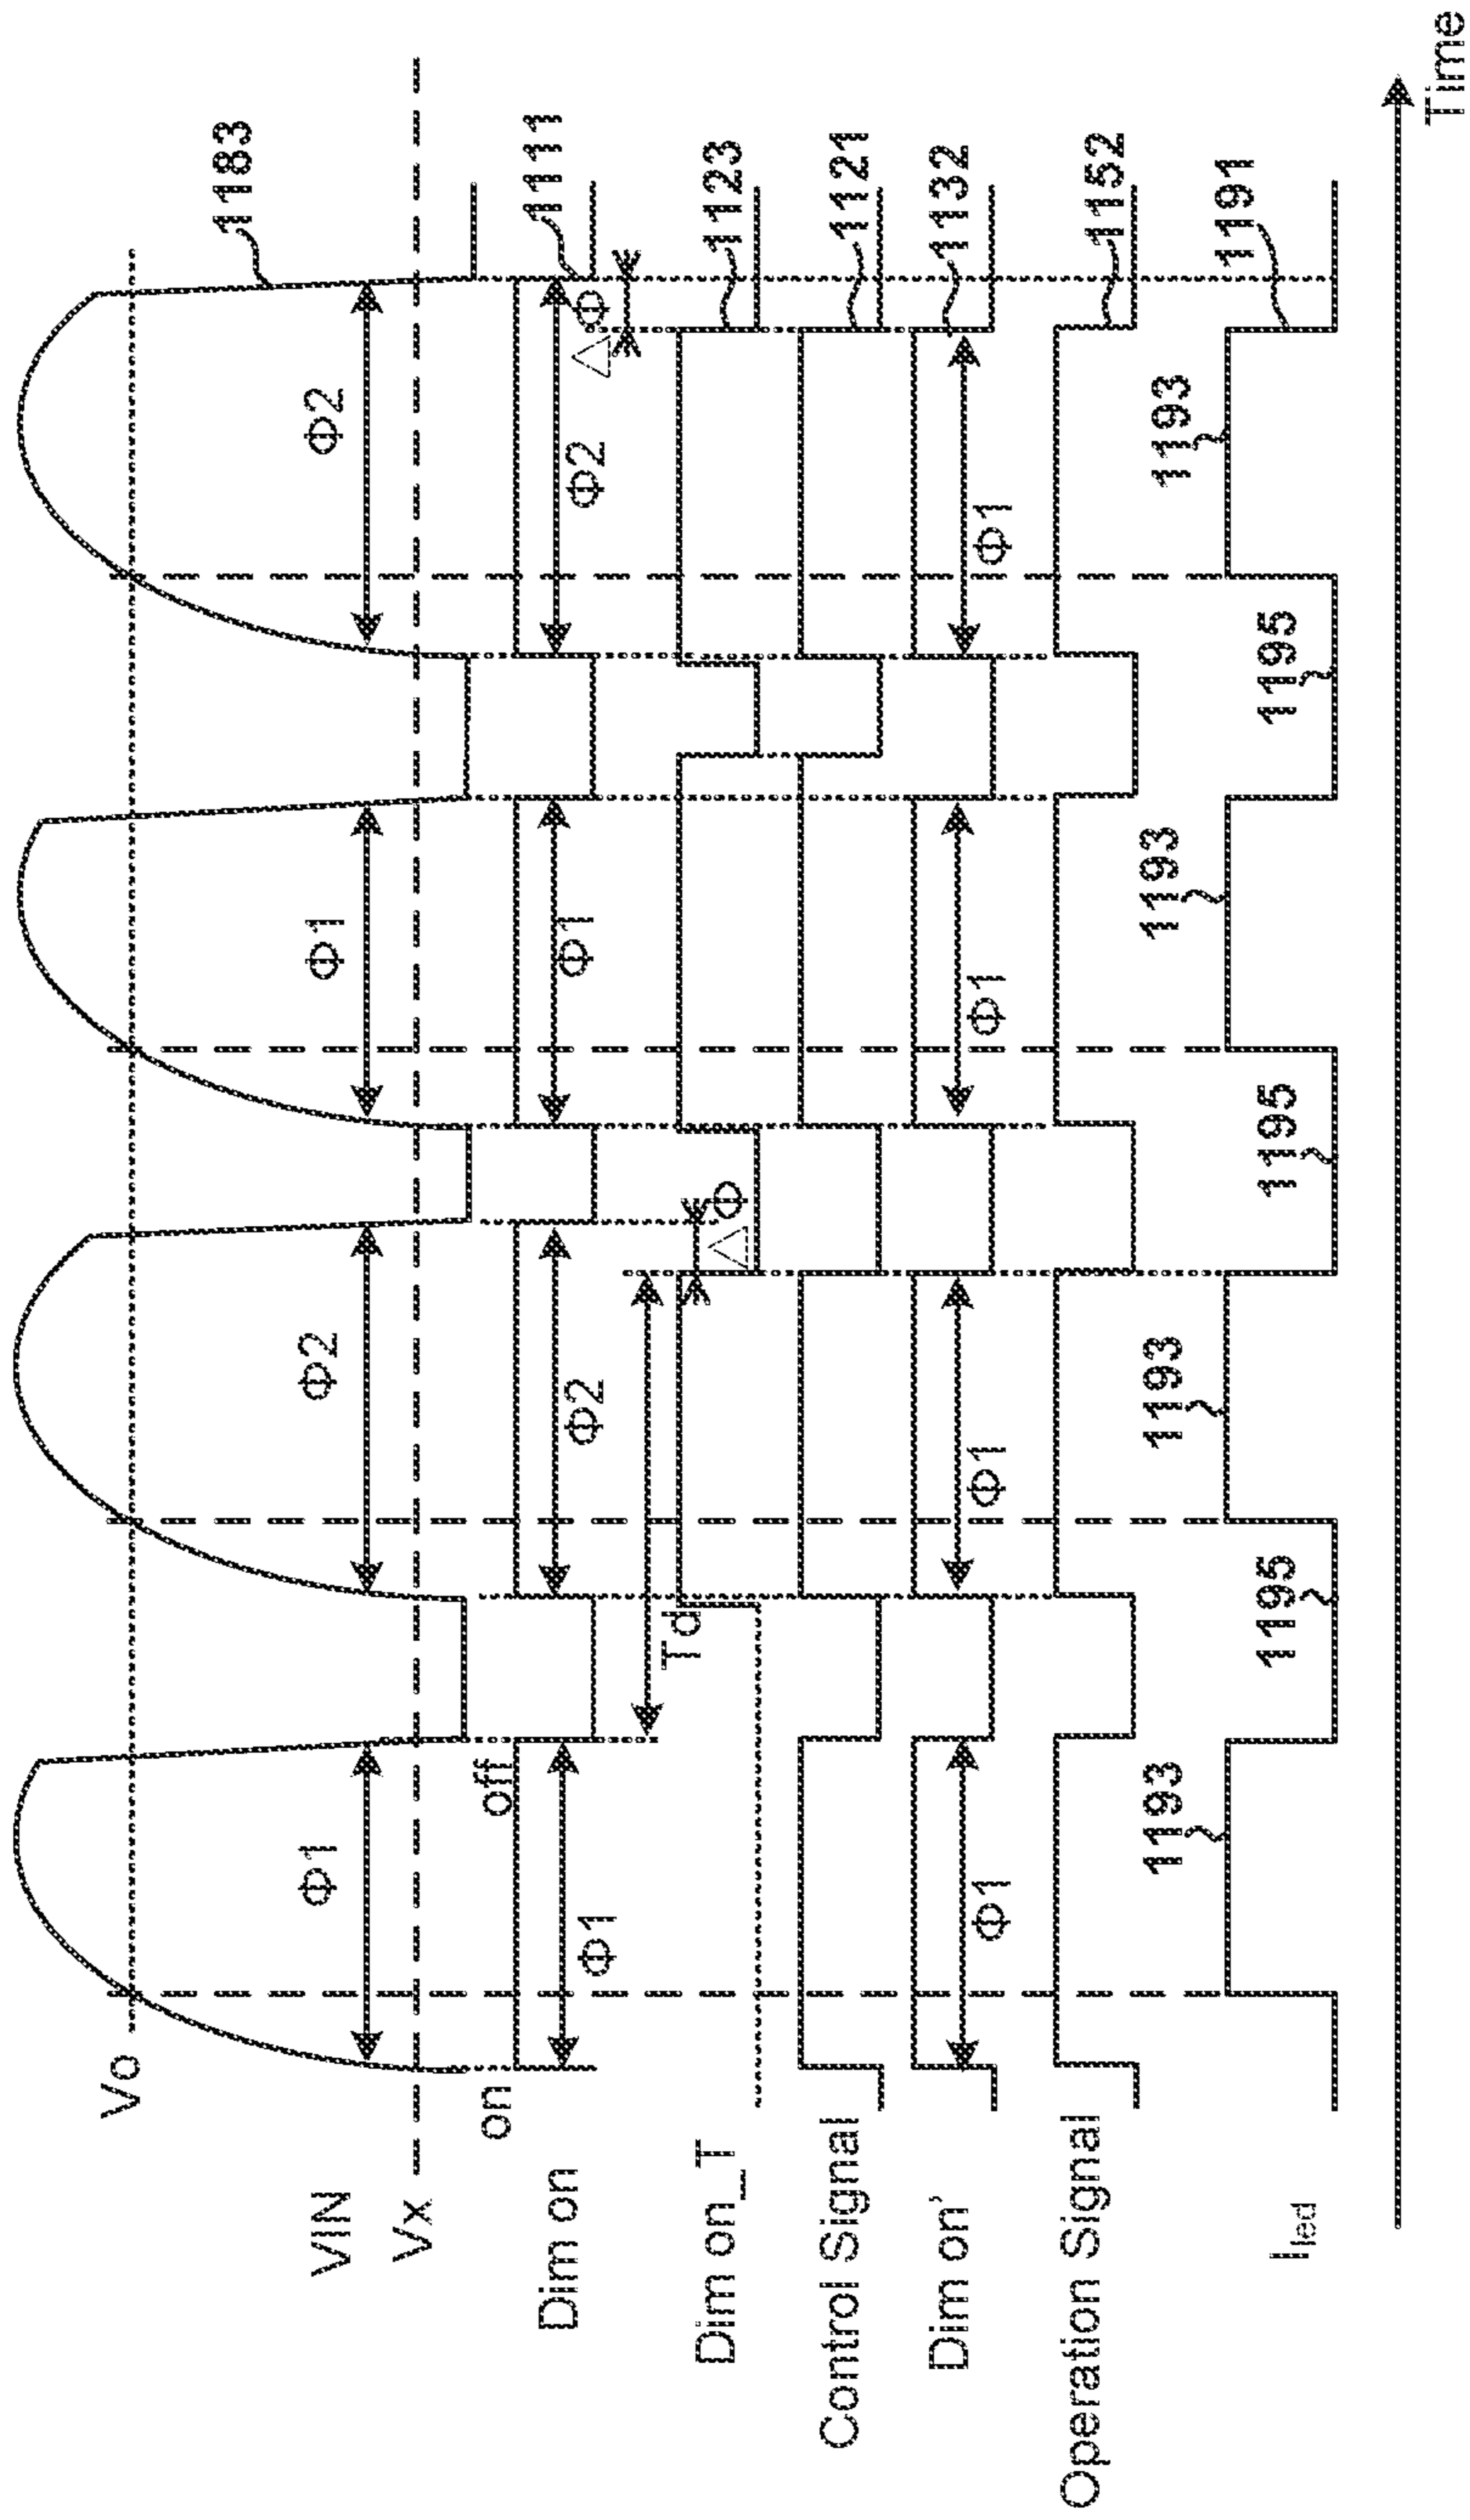 Vo
1183
Φ1
Φ2
Φ1
Φ2
VIN
Vx
on
off
1111
Dim on
Φ1
Φ2
Φ1
Φ2
△Φ
Td
△Φ
1123
Dim on_T
1121
Control Signal
1132
Dim on’
Φ1
Φ1
Φ1
Φ1
1152
Operation Signal
1193
1193
1193
1193
1191
1195
1195
1195
Iled
Time